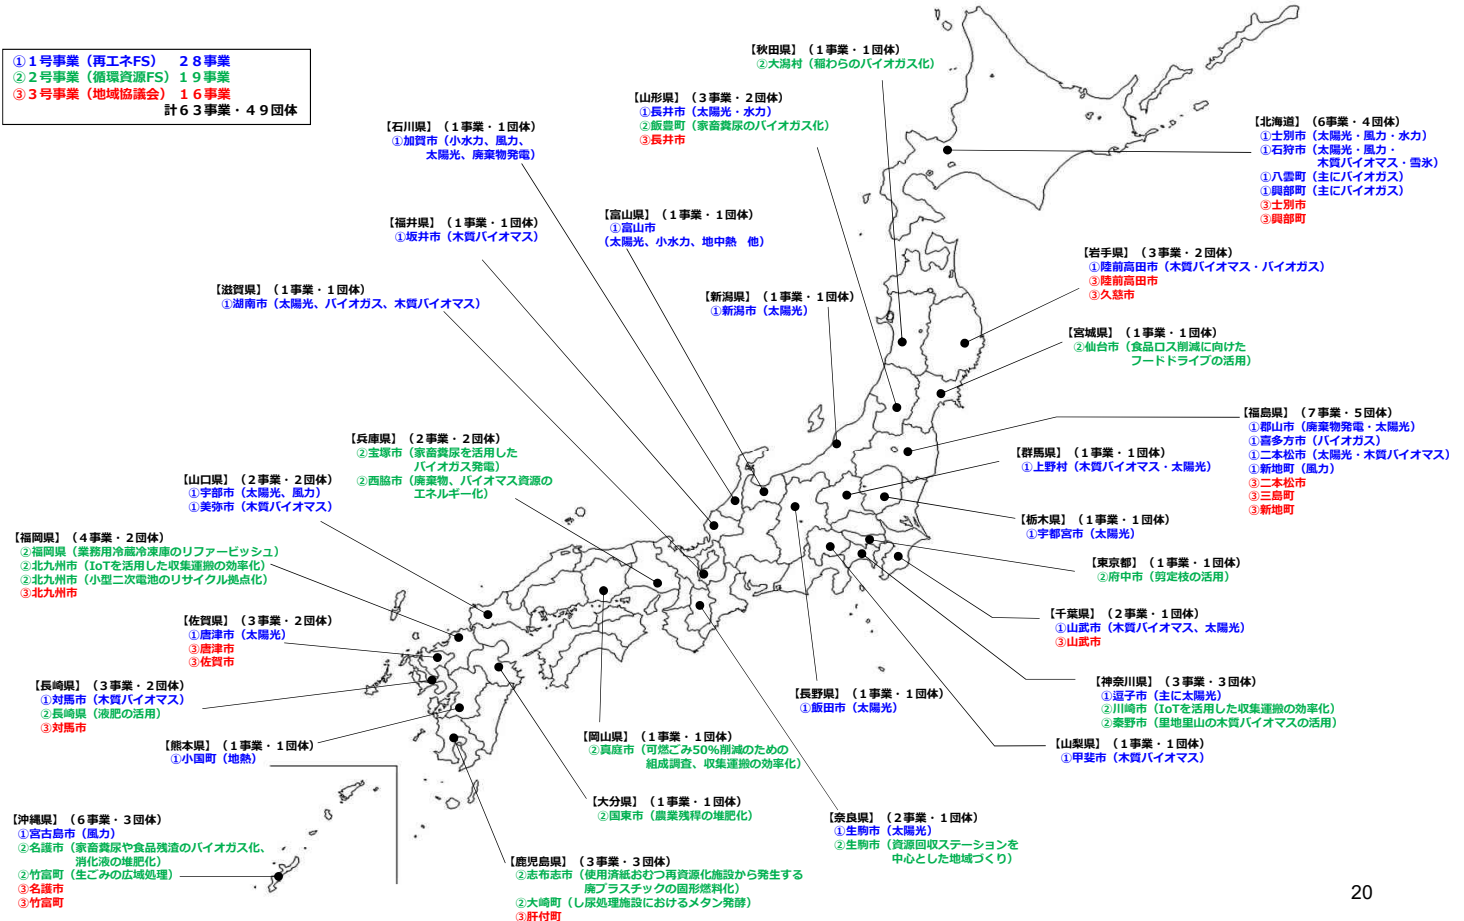 ①１号事業（再エネFS）　２８事業
②２号事業（循環資源FS）１９事業
③３号事業（地域協議会）　１６事業
計６３事業・４９団体
【秋田県】（１事業・１団体）
②大潟村（稲わらのバイオガス化）
【山形県】（３事業・２団体）
①長井市（太陽光・水力）
②飯豊町（家畜糞尿のバイオガス化）
③長井市
【石川県】（１事業・１団体）
①加賀市（小水力、風力、
太陽光、廃棄物発電）
【北海道】（6事業・４団体）
①士別市（太陽光・風力・水力）
①石狩市（太陽光・風力・
木質バイオマス・雪氷）
①八雲町（主にバイオガス）
①興部町（主にバイオガス）
③士別市
③興部町
【福井県】（１事業・１団体）
①坂井市（木質バイオマス）
【富山県】（１事業・１団体）
①富山市
（太陽光、小水力、地中熱　他）
【岩手県】（３事業・２団体）
①陸前高田市（木質バイオマス・バイオガス）
③陸前高田市
③久慈市
【滋賀県】（１事業・１団体）
①湖南市（太陽光、バイオガス、木質バイオマス）
【新潟県】（１事業・１団体）
①新潟市（太陽光）
【宮城県】（１事業・１団体）
②仙台市（食品ロス削減に向けた
フードドライブの活用）
【福島県】（７事業・５団体）
①郡山市（廃棄物発電・太陽光）
①喜多方市（バイオガス）
①二本松市（太陽光・木質バイオマス）
①新地町（風力）
③二本松市
③三島町
③新地町
【兵庫県】（２事業・２団体）
②宝塚市（家畜糞尿を活用した
バイオガス発電）
②西脇市（廃棄物、バイオマス資源の
エネルギー化）
【群馬県】（１事業・１団体）
①上野村（木質バイオマス・太陽光）
【山口県】（２事業・２団体）
①宇部市（太陽光、風力）
①美弥市（木質バイオマス）
【栃木県】（１事業・１団体）
①宇都宮市（太陽光）
【福岡県】（４事業・２団体）
②福岡県（業務用冷蔵冷凍庫のリファービッシュ）
②北九州市（IoTを活用した収集運搬の効率化）
②北九州市（小型二次電池のリサイクル拠点化）
③北九州市
【東京都】（１事業・１団体）
②府中市（剪定枝の活用）
【佐賀県】（３事業・２団体）
①唐津市（太陽光）
③唐津市
③佐賀市
【千葉県】（２事業・１団体）
①山武市（木質バイオマス、太陽光）
③山武市
【長崎県】（３事業・２団体）
①対馬市（木質バイオマス）
②長崎県（液肥の活用）
③対馬市
【長野県】（１事業・１団体）
①飯田市（太陽光）
【神奈川県】（３事業・３団体）
①逗子市（主に太陽光）
②川崎市（IoTを活用した収集運搬の効率化）
②秦野市（里地里山の木質バイオマスの活用）
【熊本県】（１事業・１団体）
①小国町（地熱）
【岡山県】（１事業・１団体）
②真庭市（可燃ごみ50％削減のための
組成調査、収集運搬の効率化）
【山梨県】（１事業・１団体）
①甲斐市（木質バイオマス）
【大分県】（１事業・１団体）
②国東市（農業残稈の堆肥化）
【奈良県】（２事業・１団体）
①生駒市（太陽光）
②生駒市（資源回収ステーションを
中心とした地域づくり）
【沖縄県】（６事業・３団体）
①宮古島市（風力）
②名護市（家畜糞尿や食品残渣のバイオガス化、
消化液の堆肥化）
②竹富町（生ごみの広域処理）
③名護市
③竹富町
【鹿児島県】（３事業・３団体）
②志布志市（使用済紙おむつ再資源化施設から発生する
廃プラスチックの固形燃料化）
②大崎町（し尿処理施設におけるメタン発酵）
③肝付町
20